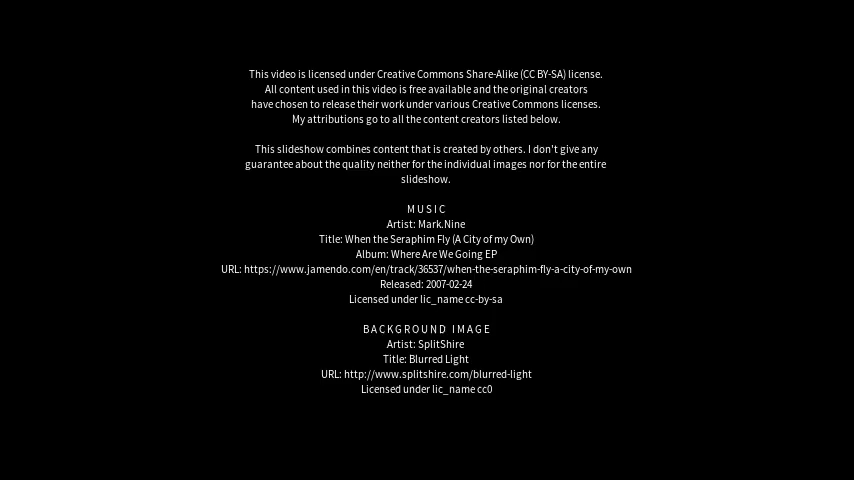 This video is licensed under Creative Commons Share-Alike (CC BY-SA) license.
All content used in this video is free available and the original creators
have chosen to release their work under various Creative Commons licenses.
My attributions go to all the content creators listed below.
This slideshow combines content that is created by others. I don't give any
guarantee about the quality neither for the individual images nor for the entire
slideshow.
MUSIC
Artist: Mark.Nine
Title: When the Seraphim Fly (A City of my Own)
Album: Where Are We Going EP
URL: https://www.jamendo.com/en/track/36537/when-the-seraphim-fly-a-city-of-my-own
Released: 2007-02-24
Licensed under lic_name cc-by-sa
BACKGROUND IMAGE
Artist: SplitShire
Title: Blurred Light
URL: http://www.splitshire.com/blurred-light
Licensed under lic_name cc0